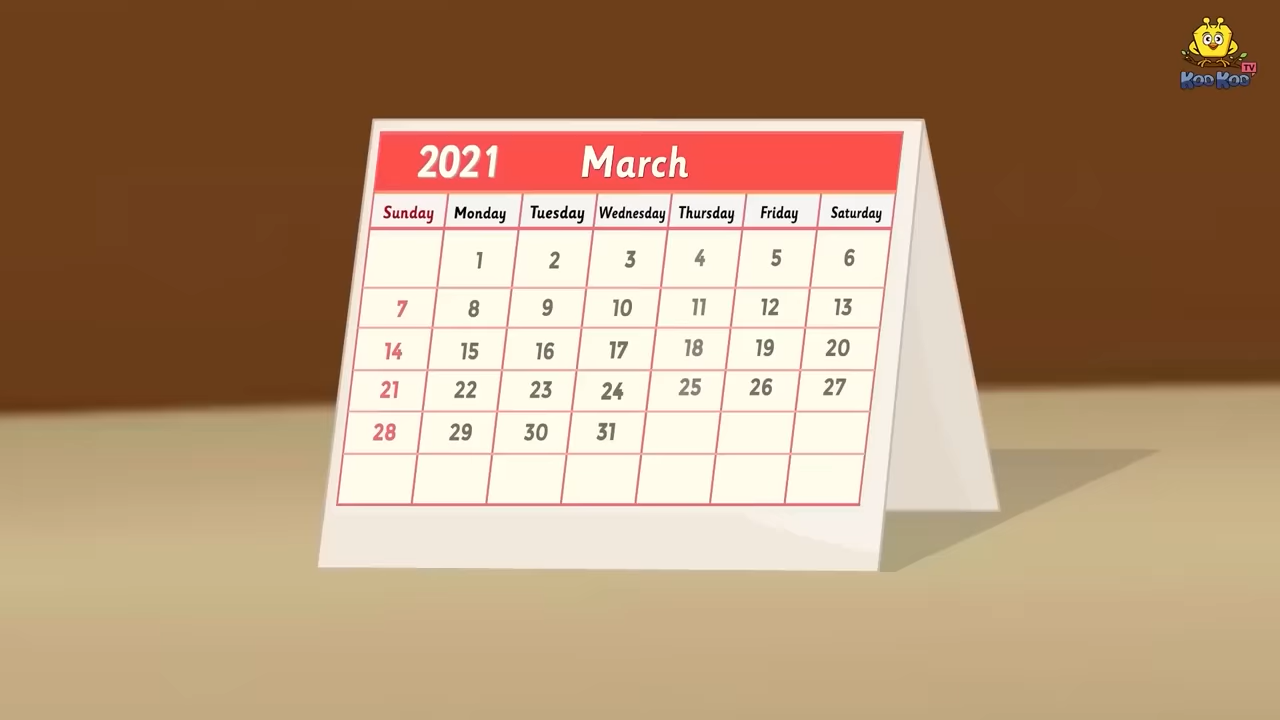 KOO KOO TV
2021 March
Sunday Monday Tuesday Wednesday Thursday Friday Saturday
1 2 3 4 5 6
7 8 9 10 11 12 13
14 15 16 17 18 19 20
21 22 23 24 25 26 27
28 29 30 31